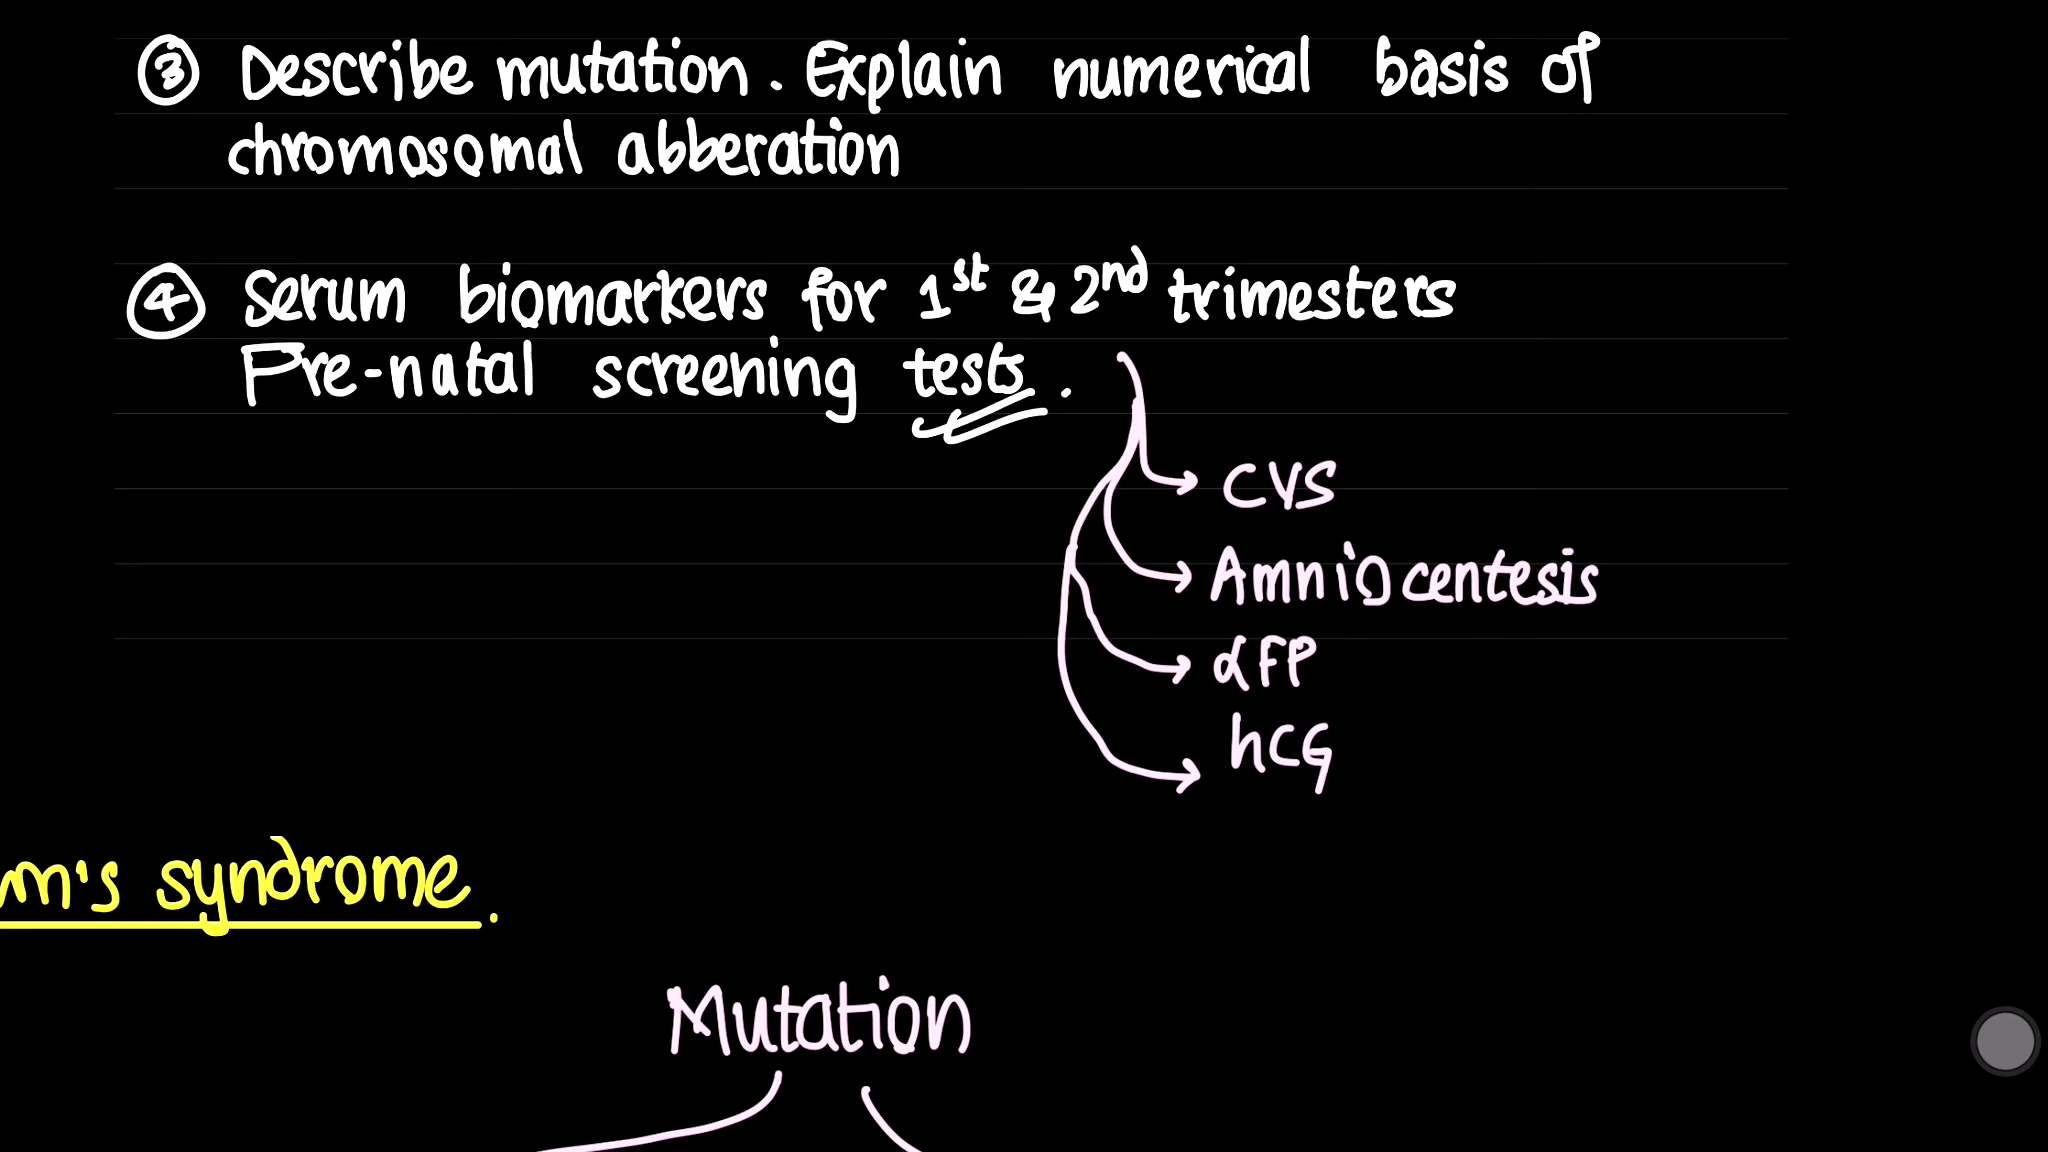 ③ Describe mutation. Explain numerical basis of
chromosomal abberation
④ Serum biomarkers for 1st & 2nd trimesters
Pre-natal screening tests.
CVS
Amniocentesis
αFP
hCG
m's syndrome.
Mutation